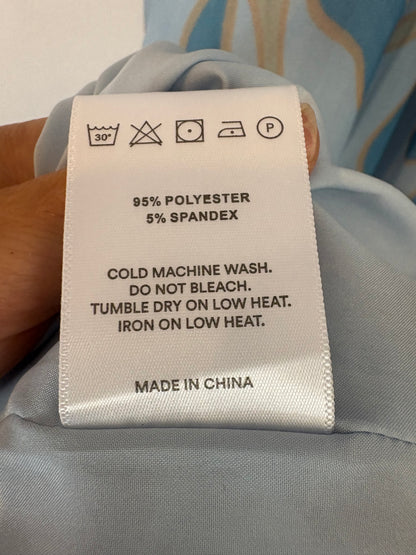 30° P
95% POLYESTER
5% SPANDEX
COLD MACHINE WASH.
DO NOT BLEACH.
TUMBLE DRY ON LOW HEAT.
IRON ON LOW HEAT.
MADE IN CHINA